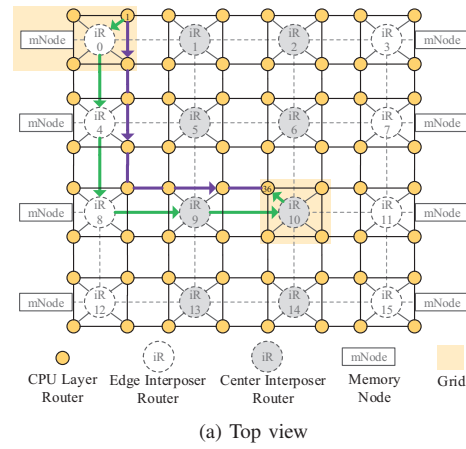 1
mNode iR 0 iR 1 iR 2 iR 3 mNode
mNode iR 4 iR 5 iR 6 iR 7 mNode
36
mNode iR 8 iR 9 iR 10 iR 11 mNode
mNode iR 12 iR 13 iR 14 iR 15 mNode
iR iR mNode
CPU Layer Edge Interposer Center Interposer Memory Grid
Router Router Router Node
(a) Top view